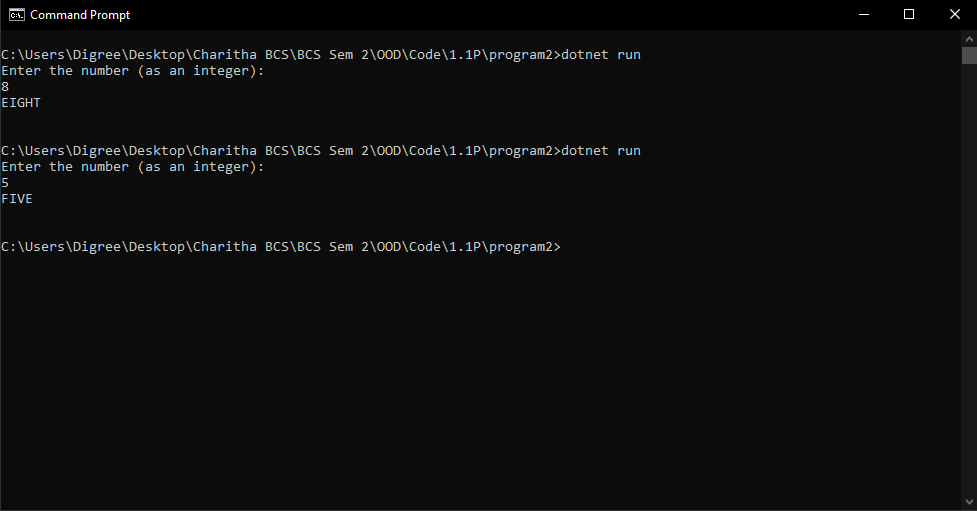 Command Prompt
C:\Users\Digree\Desktop\Charitha BCS\BCS Sem 2\OOD\Code\1.1P\program2>dotnet run
Enter the number (as an integer):
8
EIGHT
C:\Users\Digree\Desktop\Charitha BCS\BCS Sem 2\OOD\Code\1.1P\program2>dotnet run
Enter the number (as an integer):
5
FIVE
C:\Users\Digree\Desktop\Charitha BCS\BCS Sem 2\OOD\Code\1.1P\program2>